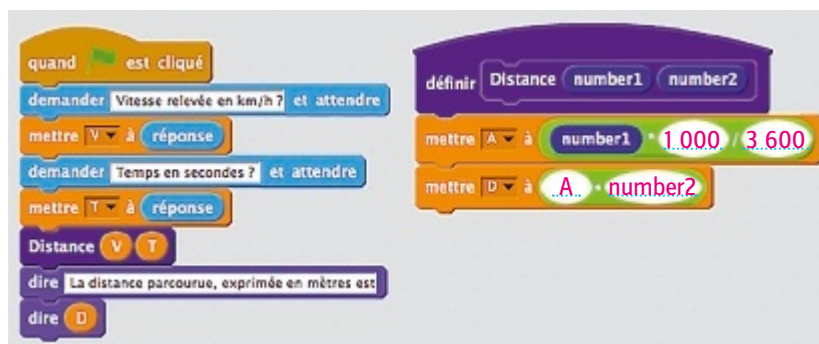 quand est cliqué
demander Vitesse relevée en km/h ? et attendre
mettre V à réponse
demander Temps en secondes ? et attendre
mettre T à réponse
Distance V T
dire La distance parcourue, exprimée en mètres est
dire D
définir Distance number1 number2
mettre A à number1 * 1 000 / 3 600
mettre D à A * number2